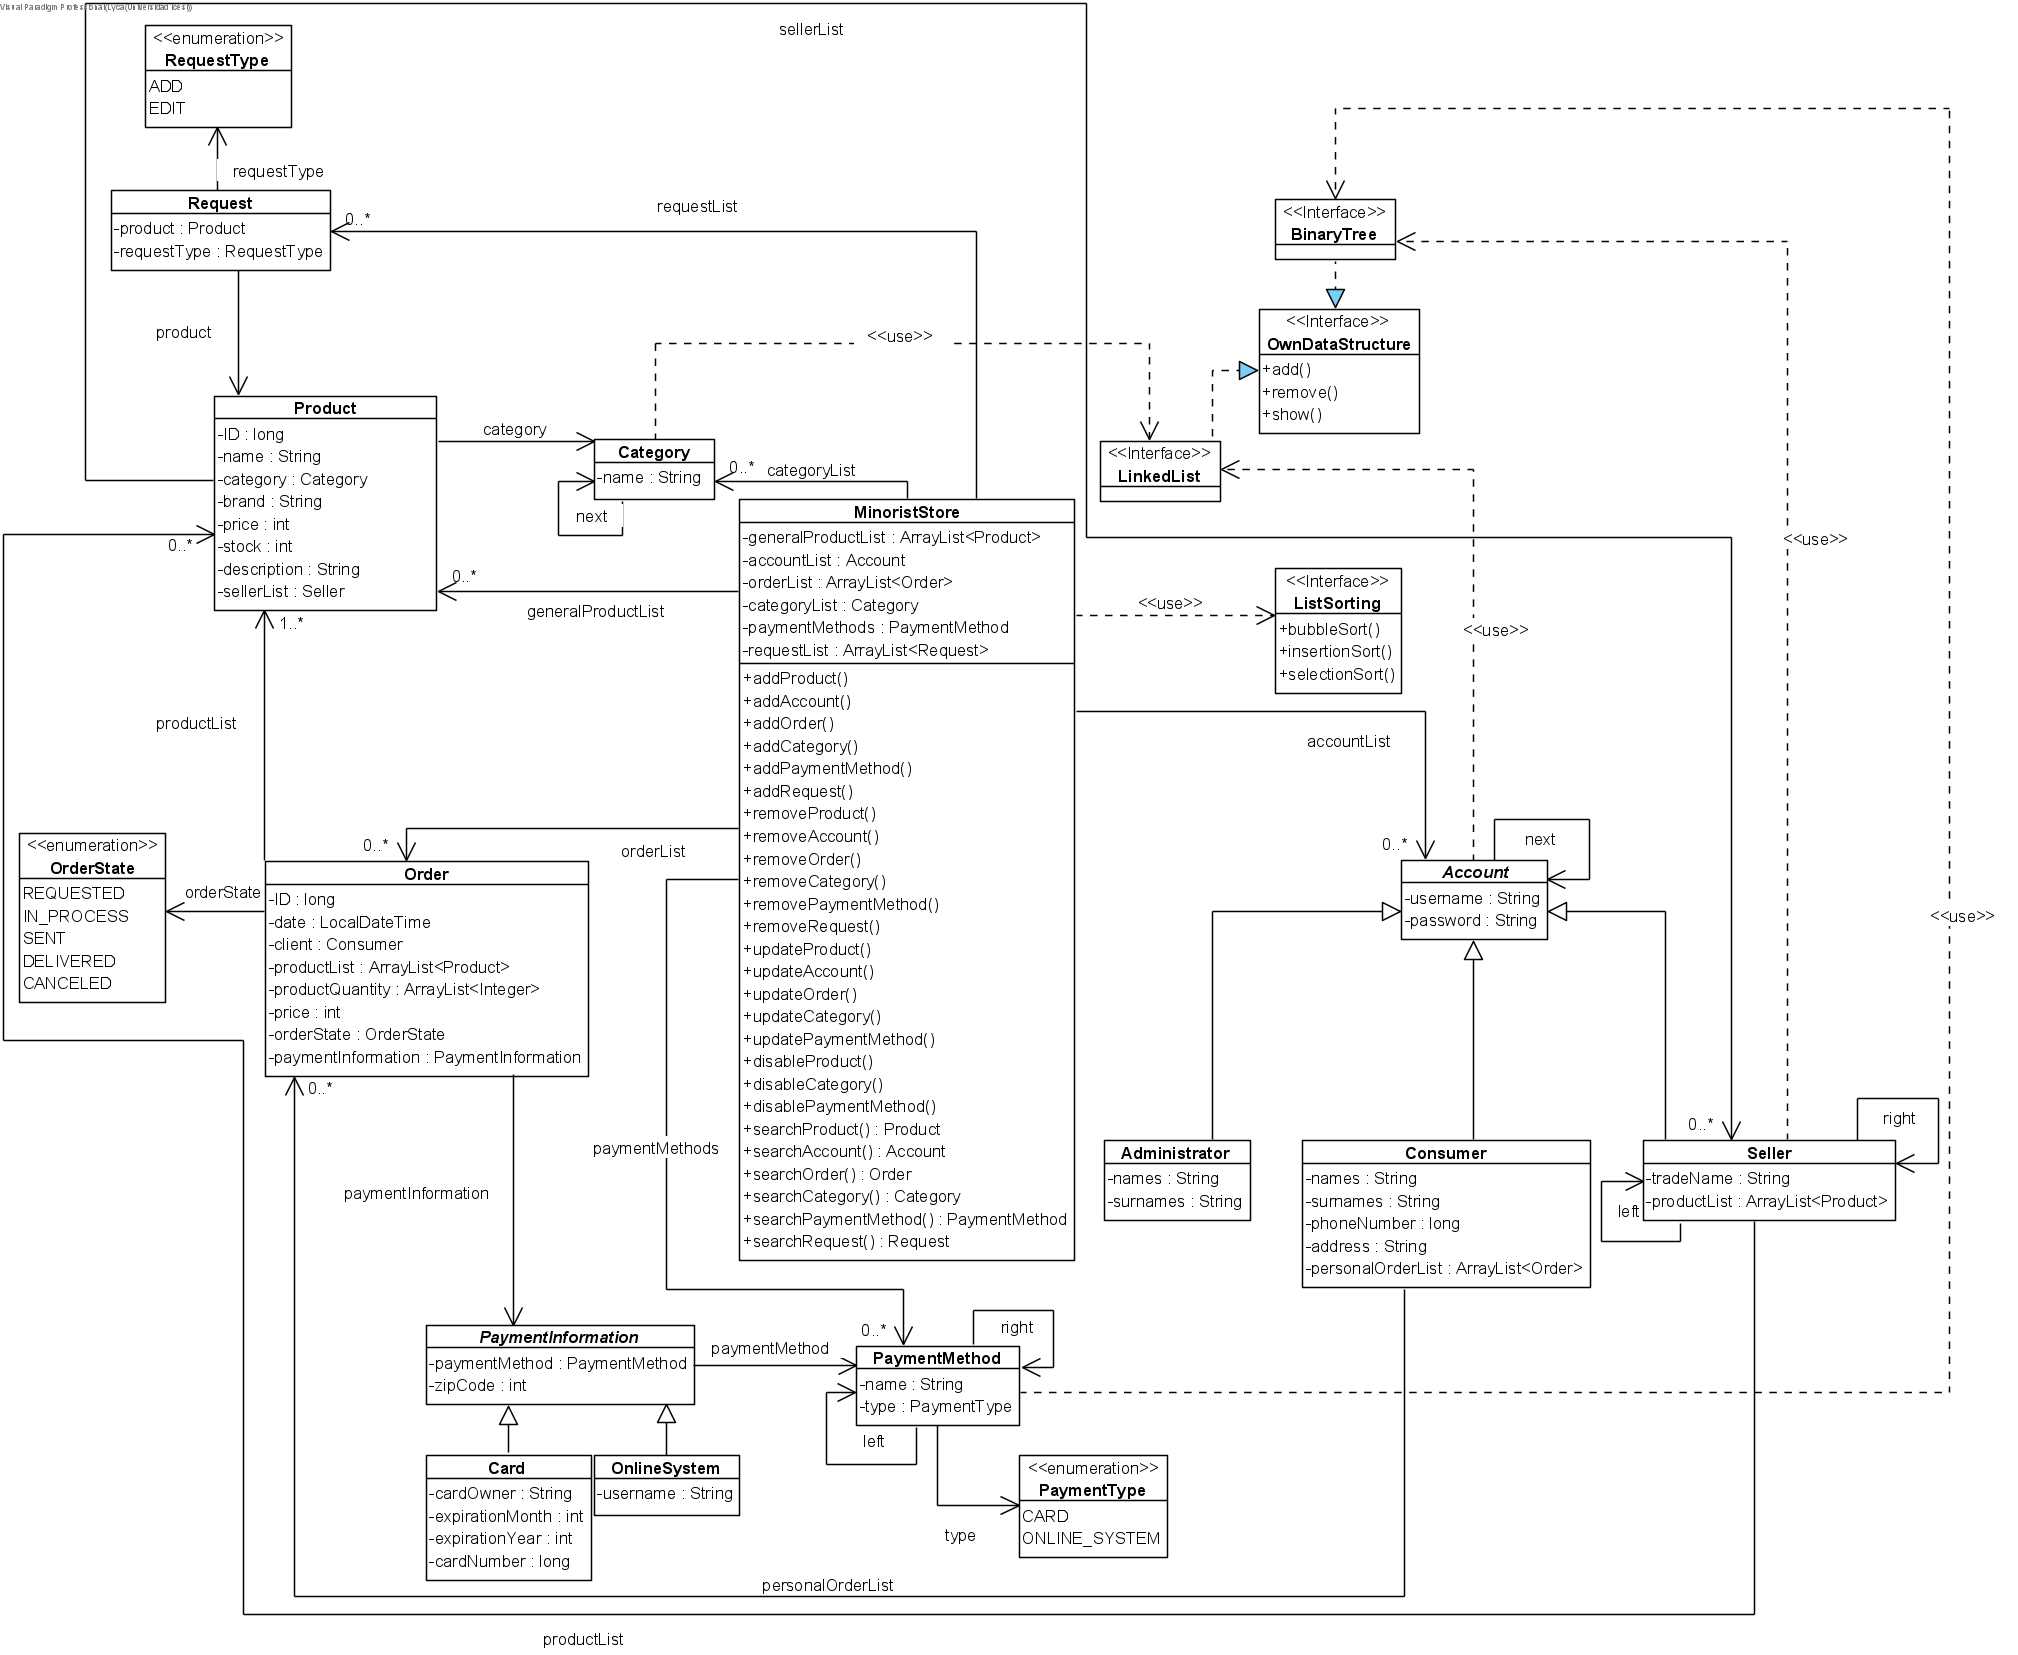 Visual Paradigm Professional(Lyca(Universidad Icesi))
sellerList
<<enumeration>>
RequestType
ADD
EDIT
requestType
Request
-product : Product
-requestType : RequestType
0..*
requestList
<<Interface>>
BinaryTree
product
<<use>>
<<Interface>>
OwnDataStructure
+add()
+remove()
+show()
Product
-ID : long
-name : String
-category : Category
-brand : String
-price : int
-stock : int
-description : String
-sellerList : Seller
category
Category
-name : String
next
0..*
categoryList
<<Interface>>
LinkedList
MinoristStore
-generalProductList : ArrayList<Product>
-accountList : Account
-orderList : ArrayList<Order>
-categoryList : Category
-paymentMethods : PaymentMethod
-requestList : ArrayList<Request>
+addProduct()
+addAccount()
+addOrder()
+addCategory()
+addPaymentMethod()
+addRequest()
+removeProduct()
+removeAccount()
+removeOrder()
+removeCategory()
+removePaymentMethod()
+removeRequest()
+updateProduct()
+updateAccount()
+updateOrder()
+updateCategory()
+updatePaymentMethod()
+disableProduct()
+disableCategory()
+disablePaymentMethod()
+searchProduct() : Product
+searchAccount() : Account
+searchOrder() : Order
+searchCategory() : Category
+searchPaymentMethod() : PaymentMethod
+searchRequest() : Request
0..*
0..*
generalProductList
1..*
<<use>>
<<Interface>>
ListSorting
+bubbleSort()
+insertionSort()
+selectionSort()
<<use>>
<<use>>
productList
accountList
0..*
orderList
0..*
next
<<enumeration>>
OrderState
REQUESTED
IN_PROCESS
SENT
DELIVERED
CANCELED
orderState
Order
-ID : long
-date : LocalDateTime
-client : Consumer
-productList : ArrayList<Product>
-productQuantity : ArrayList<Integer>
-price : int
-orderState : OrderState
-paymentInformation : PaymentInformation
0..*
Account
-username : String
-password : String
<<use>>
paymentMethods
paymentInformation
Administrator
-names : String
-surnames : String
Consumer
-names : String
-surnames : String
-phoneNumber : long
-address : String
-personalOrderList : ArrayList<Order>
0..*
right
Seller
-tradeName : String
-productList : ArrayList<Product>
left
PaymentInformation
-paymentMethod : PaymentMethod
-zipCode : int
paymentMethod
0..*
right
PaymentMethod
-name : String
-type : PaymentType
left
Card
-cardOwner : String
-expirationMonth : int
-expirationYear : int
-cardNumber : long
OnlineSystem
-username : String
type
<<enumeration>>
PaymentType
CARD
ONLINE_SYSTEM
personalOrderList
productList